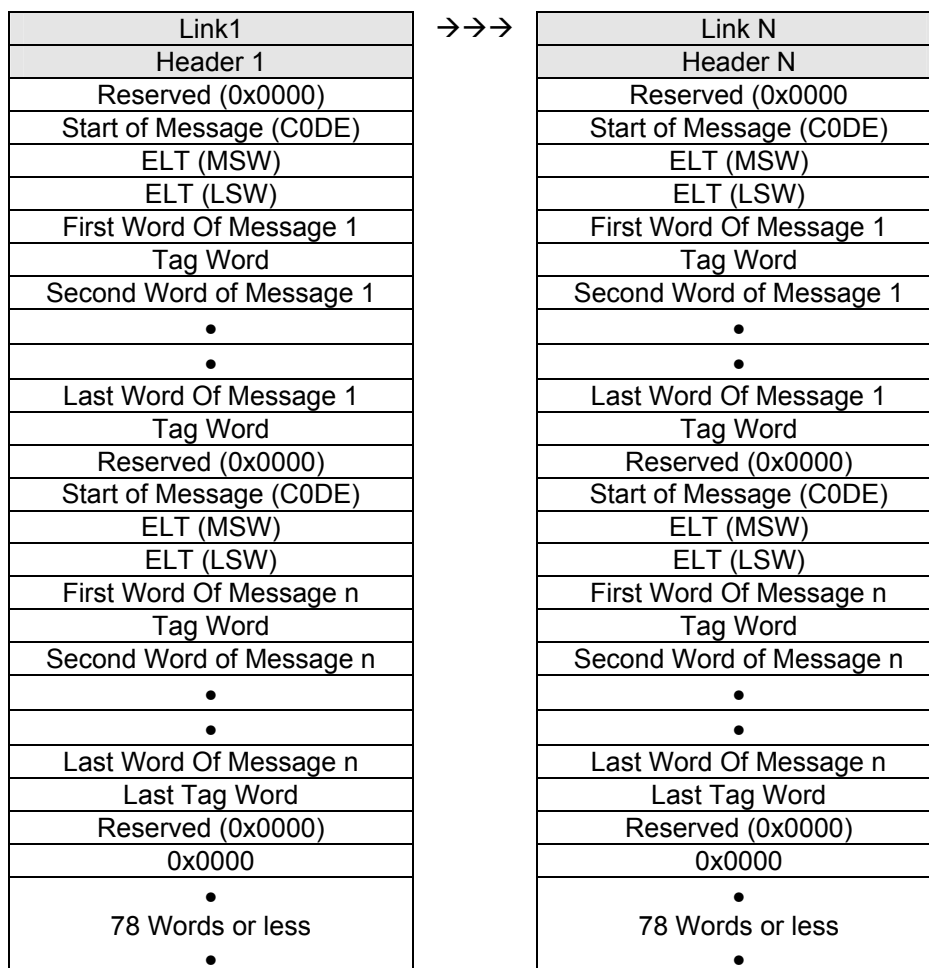 Link1
Header 1
Reserved (0x0000)
Start of Message (C0DE)
ELT (MSW)
ELT (LSW)
First Word Of Message 1
Tag Word
Second Word of Message 1
•
•
Last Word Of Message 1
Tag Word
Reserved (0x0000)
Start of Message (C0DE)
ELT (MSW)
ELT (LSW)
First Word Of Message n
Tag Word
Second Word of Message n
•
•
Last Word Of Message n
Last Tag Word
Reserved (0x0000)
0x0000
•
78 Words or less
•
→→→
Link N
Header N
Reserved (0x0000
Start of Message (C0DE)
ELT (MSW)
ELT (LSW)
First Word Of Message 1
Tag Word
Second Word of Message 1
•
•
Last Word Of Message 1
Tag Word
Reserved (0x0000)
Start of Message (C0DE)
ELT (MSW)
ELT (LSW)
First Word Of Message n
Tag Word
Second Word of Message n
•
•
Last Word Of Message n
Last Tag Word
Reserved (0x0000)
0x0000
•
78 Words or less
•